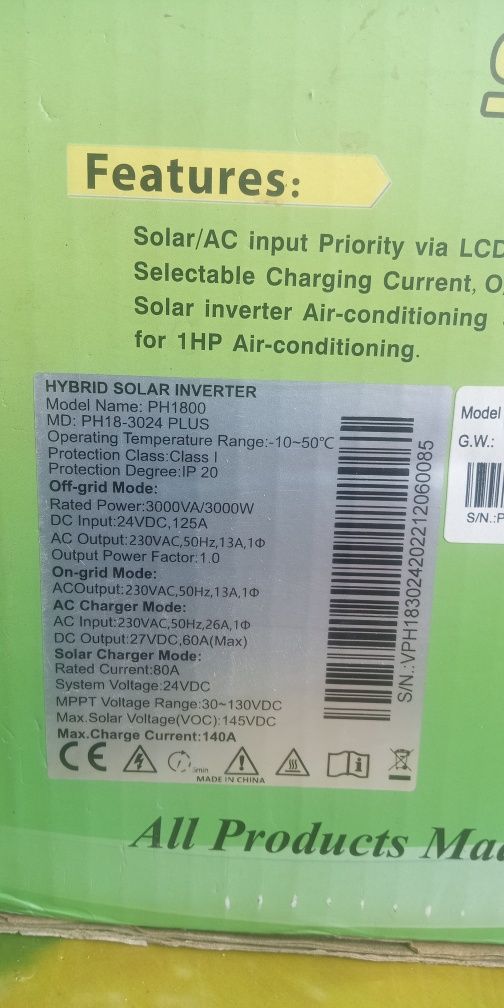 Features:
Solar/AC input Priority via LCD
Selectable Charging Current,
Solar inverter Air-conditioning
for 1HP Air-conditioning.
HYBRID SOLAR INVERTER
Model Name: PH1800
MD: PH18-3024 PLUS
Operating Temperature Range:-10~50℃
Protection Class:Class I
Protection Degree:IP 20
Off-grid Mode:
Rated Power:3000VA/3000W
DC Input:24VDC,125A
AC Output:230VAC,50Hz,13A,1Φ
Output Power Factor:1.0
On-grid Mode:
ACOutput:230VAC,50Hz,13A,1Φ
AC Charger Mode:
AC Input:230VAC,50Hz,26A,1Φ
DC Output:27VDC,60A(Max)
Solar Charger Mode:
Rated Current:80A
System Voltage:24VDC
MPPT Voltage Range:30~130VDC
Max.Solar Voltage(VOC):145VDC
Max.Charge Current:140A
CE
5min
MADE IN CHINA
S/N.:VPH18302420221206​0085
Model
G.W.:
S/N.:P
All Products